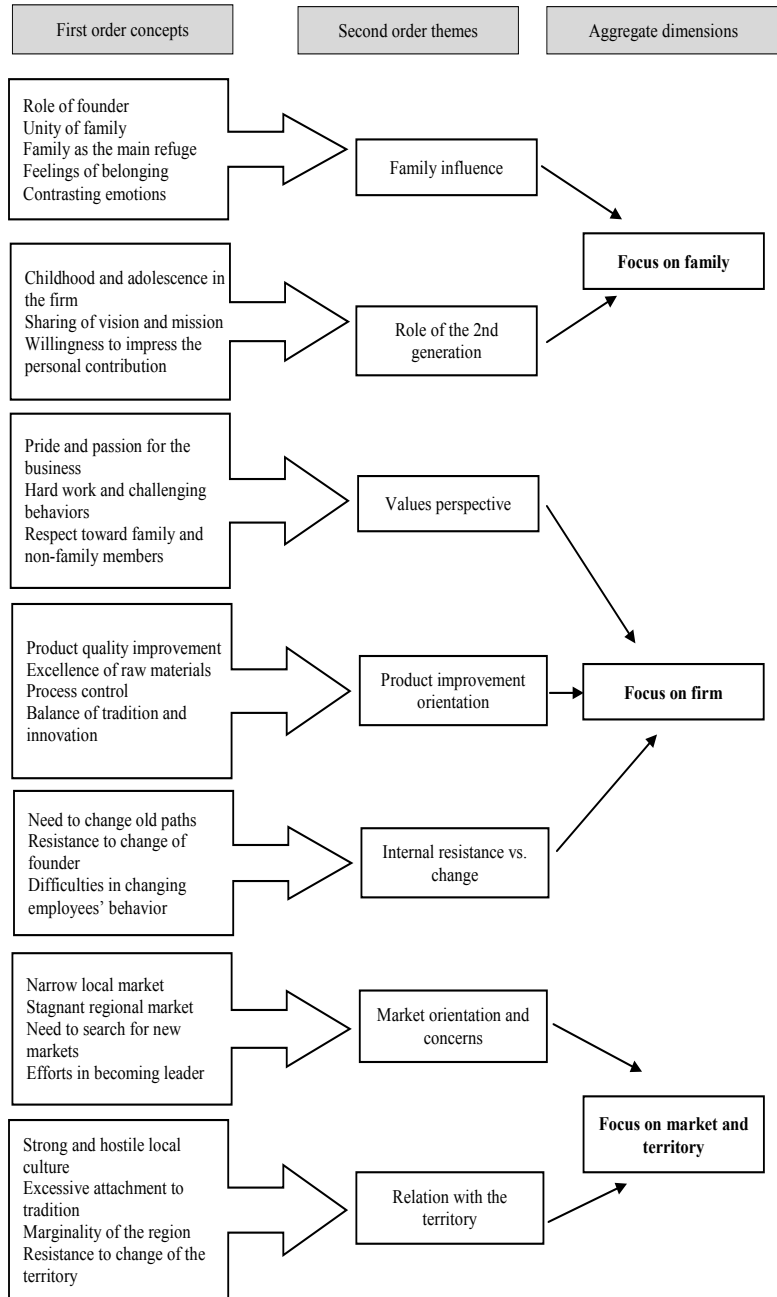 First order concepts
Second order themes
Aggregate dimensions
Role of founder
Unity of family
Family as the main refuge
Feelings of belonging
Contrasting emotions
Family influence
Focus on family
Childhood and adolescence in
the firm
Sharing of vision and mission
Willingness to impress the
personal contribution
Role of the 2nd
generation
Pride and passion for the
business
Hard work and challenging
behaviors
Respect toward family and
non-family members
Values perspective
Product quality improvement
Excellence of raw materials
Process control
Balance of tradition and
innovation
Product improvement
orientation
Focus on firm
Need to change old paths
Resistance to change of
founder
Difficulties in changing
employees’ behavior
Internal resistance vs.
change
Narrow local market
Stagnant regional market
Need to search for new
markets
Efforts in becoming leader
Market orientation and
concerns
Focus on market and
territory
Strong and hostile local
culture
Excessive attachment to
tradition
Marginality of the region
Resistance to change of the
territory
Relation with the
territory